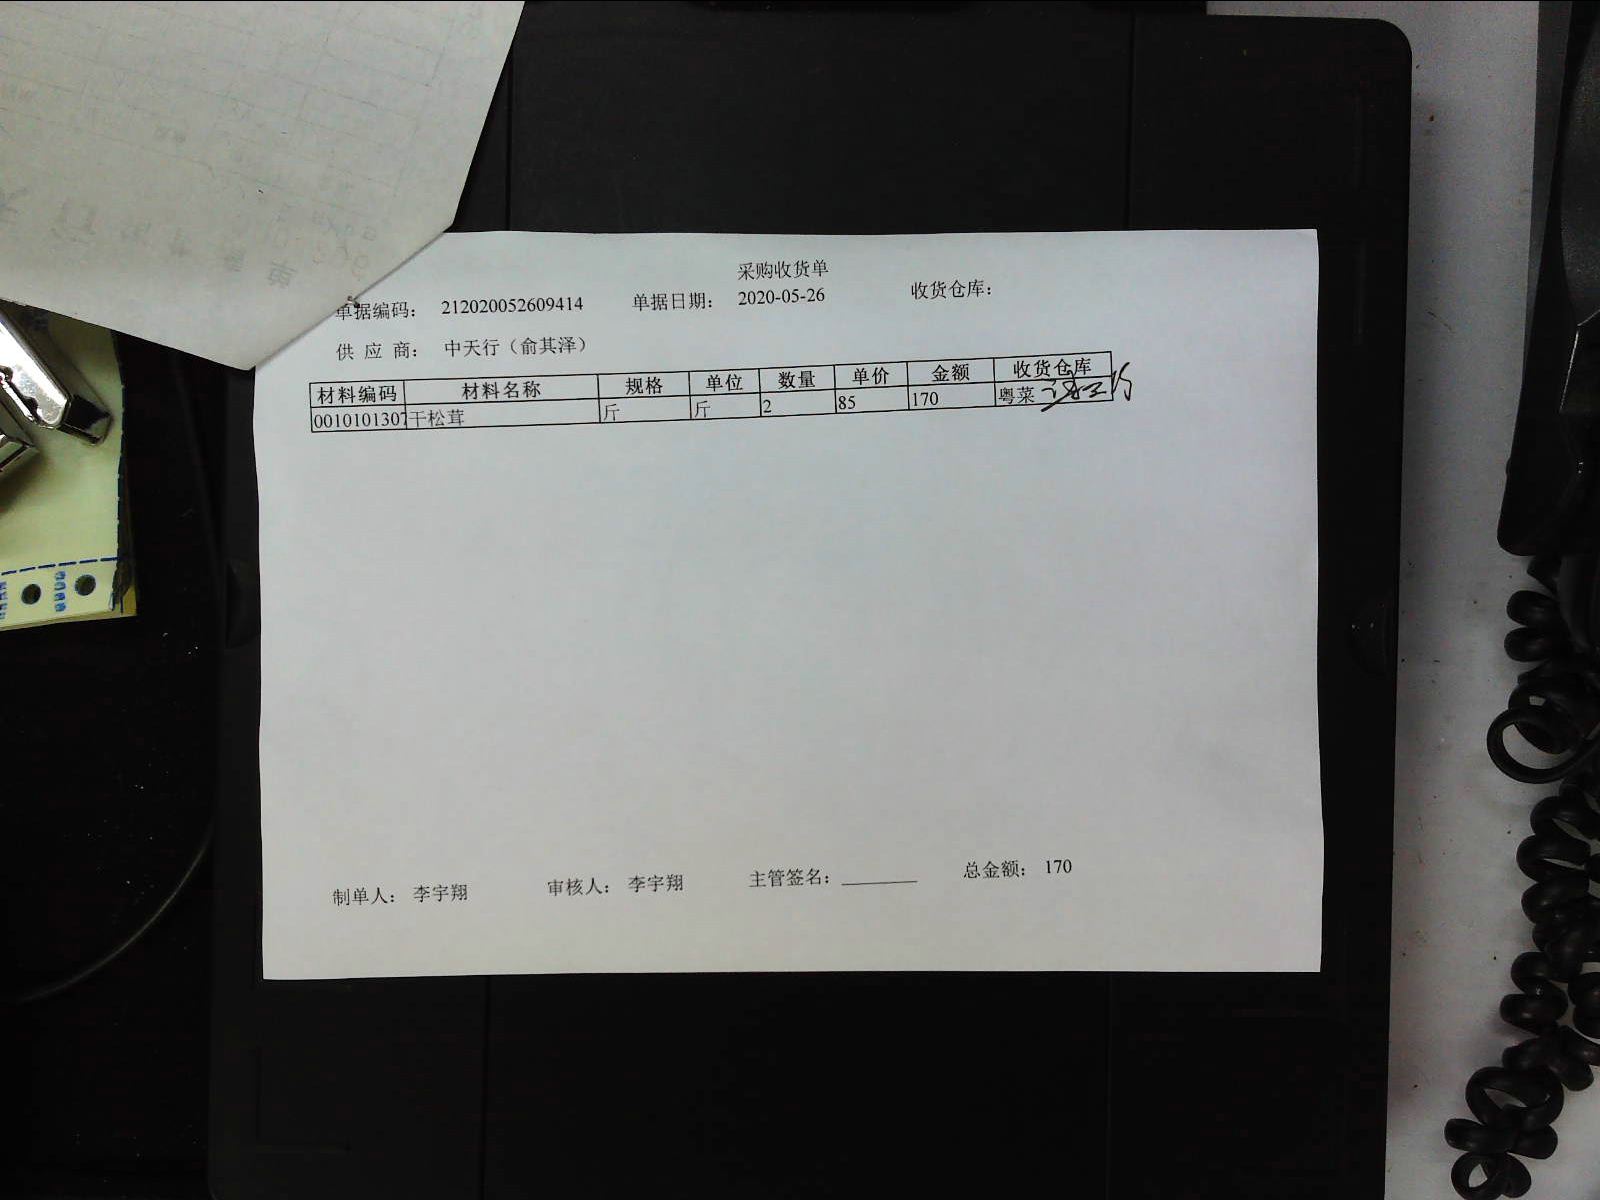 采购收货单
单据编码： 212020052609414 单据日期： 2020-05-26 收货仓库：
供 应 商： 中天行（俞其泽）
材料编码 材料名称 规格 单位 数量 单价 金额 收货仓库
0010101307 干松茸 斤 斤 2 85 170 粤菜
制单人： 李宇翔 审核人： 李宇翔 主管签名：________ 总金额： 170